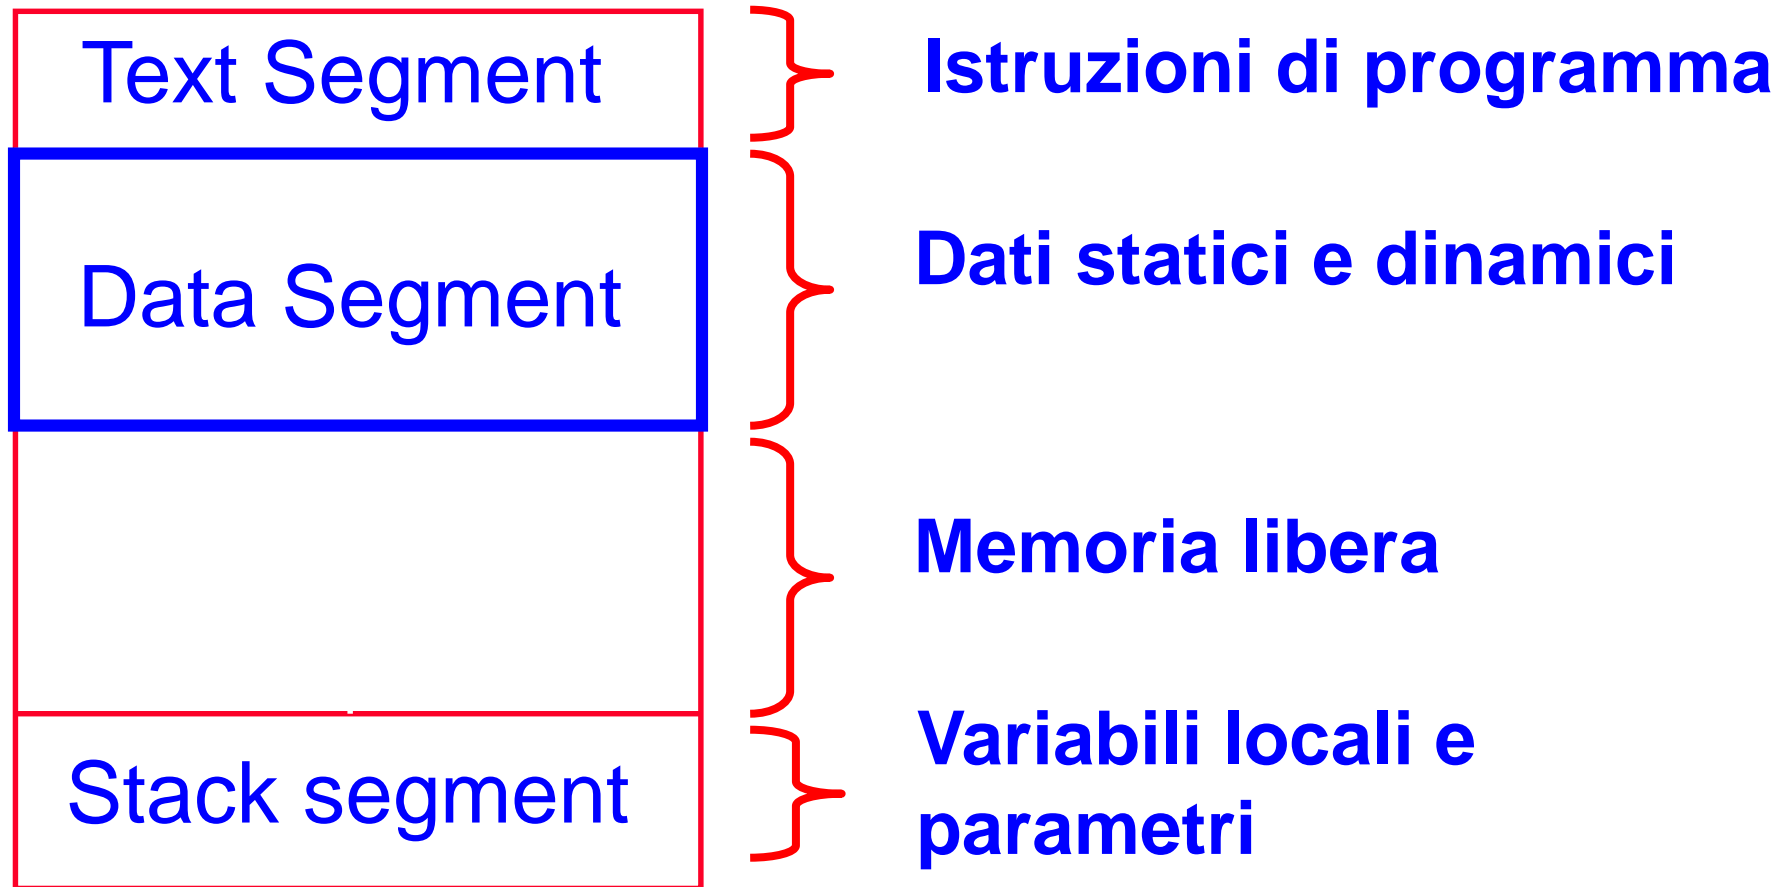 Text Segment
Istruzioni di programma
Data Segment
Dati statici e dinamici
Memoria libera
Stack segment
Variabili locali e
parametri